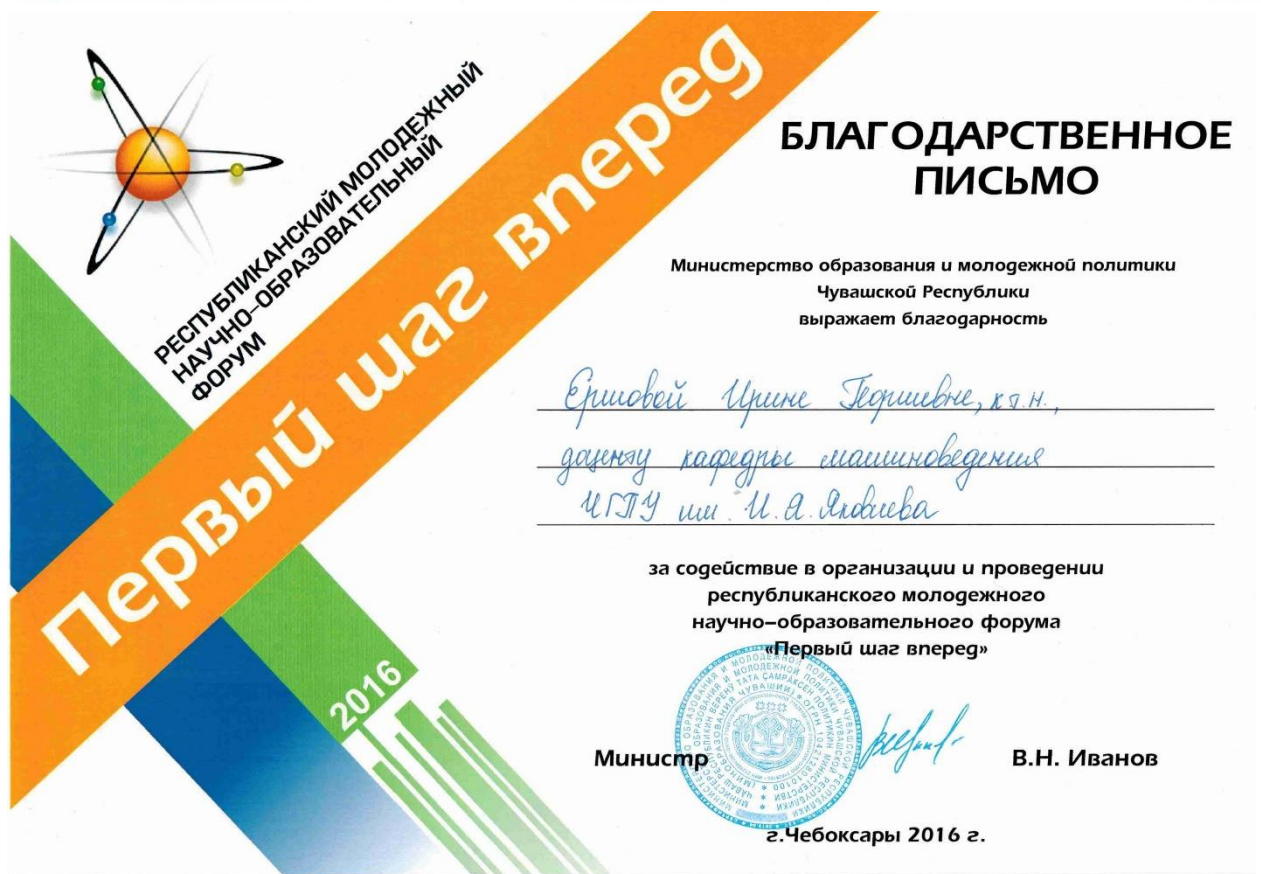 РЕСПУБЛИКАНСКИЙ МОЛОДЕЖНЫЙ
НАУЧНО-ОБРАЗОВАТЕЛЬНЫЙ
ФОРУМ
Первый шаг вперед
2016
БЛАГОДАРСТВЕННОЕ
ПИСЬМО
Министерство образования и молодежной политики
Чувашской Республики
выражает благодарность
Ершовой Ирине Георгиевне, к.т.н.,
доценту кафедры машиноведения
ЧГПУ им. И.Я. Яковлева
за содействие в организации и проведении
республиканского молодежного
научно-образовательного форума
«Первый шаг вперед»
Министр
В.Н. Иванов
г.Чебоксары 2016 г.